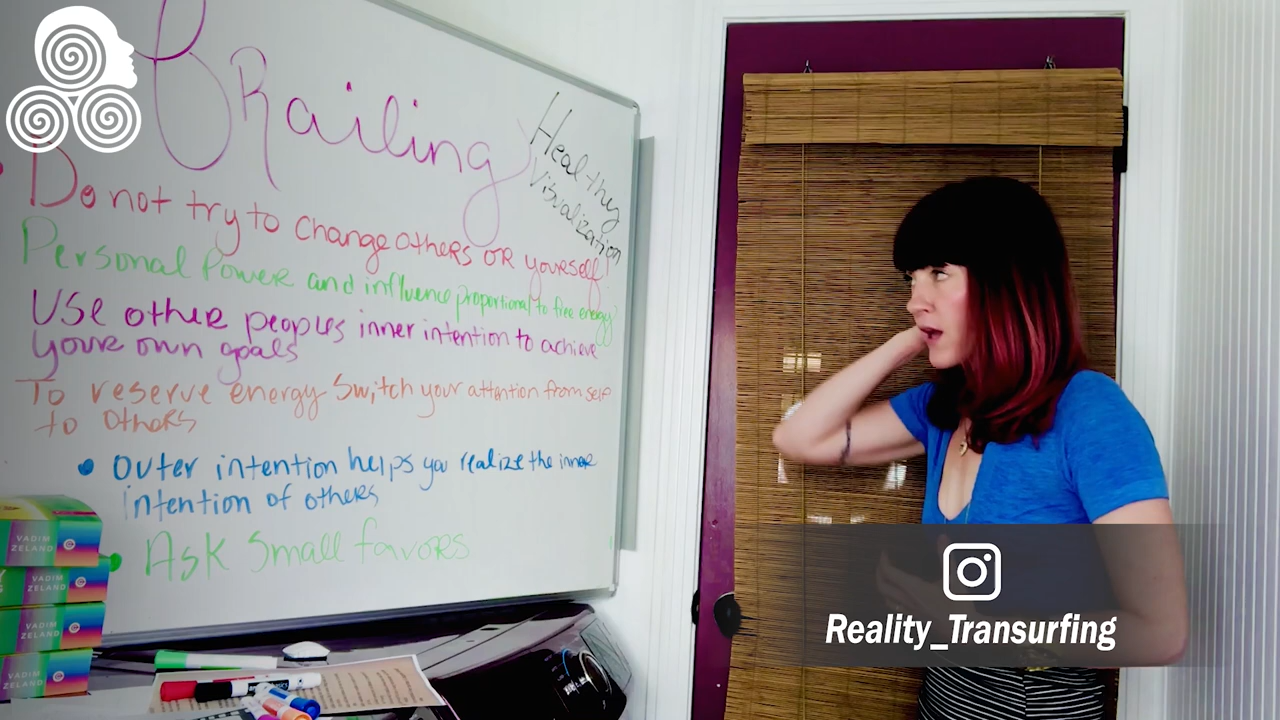 fRailing
Healthy
Visualization
Do not try to change others or yourself!
Personal Power and influence proportional to free energy
Use other peoples inner intention to achieve
your own goals
To reserve energy switch your attention from self
to others
• Outer intention helps you realize the inner
intention of others
Ask small favors
VADIM
ZELAND
VADIM
ZELAND
VADIM
ZELAND
VADIM
ZELAND
Reality_Transurfing